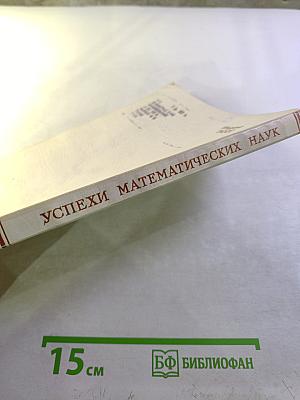 УСПЕХИ МАТЕМАТИЧЕСКИХ НАУК
15 см
БФ БИБЛИОФАН